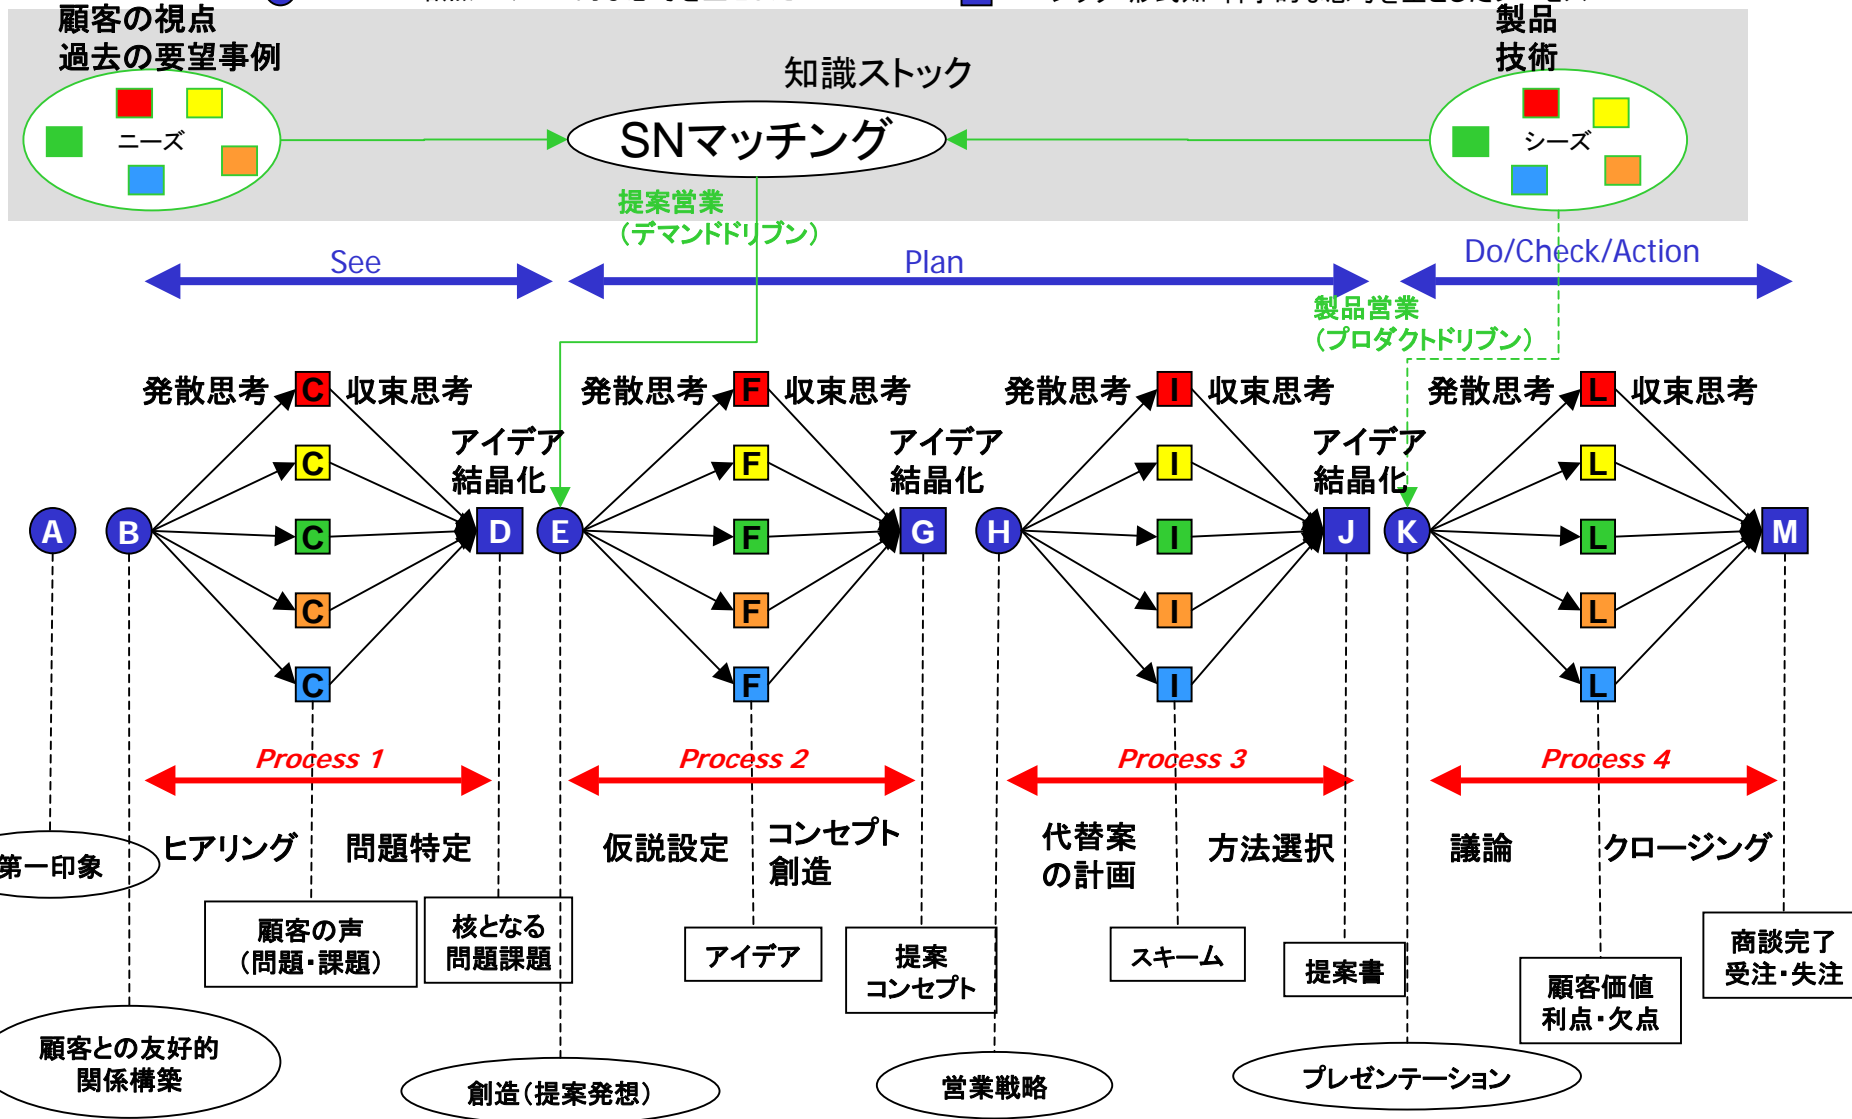 顧客の視点
過去の要望事例
製品
技術
知識ストック
ニーズ
SNマッチング
シーズ
提案営業
（デマンドドリブン）
See
Plan
Do/Check/Action
製品営業
（プロダクトドリブン）
発散思考
C
収束思考
発散思考
F
収束思考
発散思考
I
収束思考
発散思考
L
収束思考
アイデア
結晶化
アイデア
結晶化
アイデア
結晶化
C
F
I
L
A
B
C
D
E
F
G
H
I
J
K
L
M
C
F
I
L
C
F
I
L
Process 1
Process 2
Process 3
Process 4
ヒアリング
問題特定
仮説設定
コンセプト
創造
代替案
の計画
方法選択
議論
クロージング
第一印象
顧客の声
（問題・課題）
核となる
問題課題
アイデア
提案
コンセプト
スキーム
提案書
顧客価値
利点・欠点
商談完了
受注・失注
顧客との友好的
関係構築
創造（提案発想）
営業戦略
プレゼンテーション